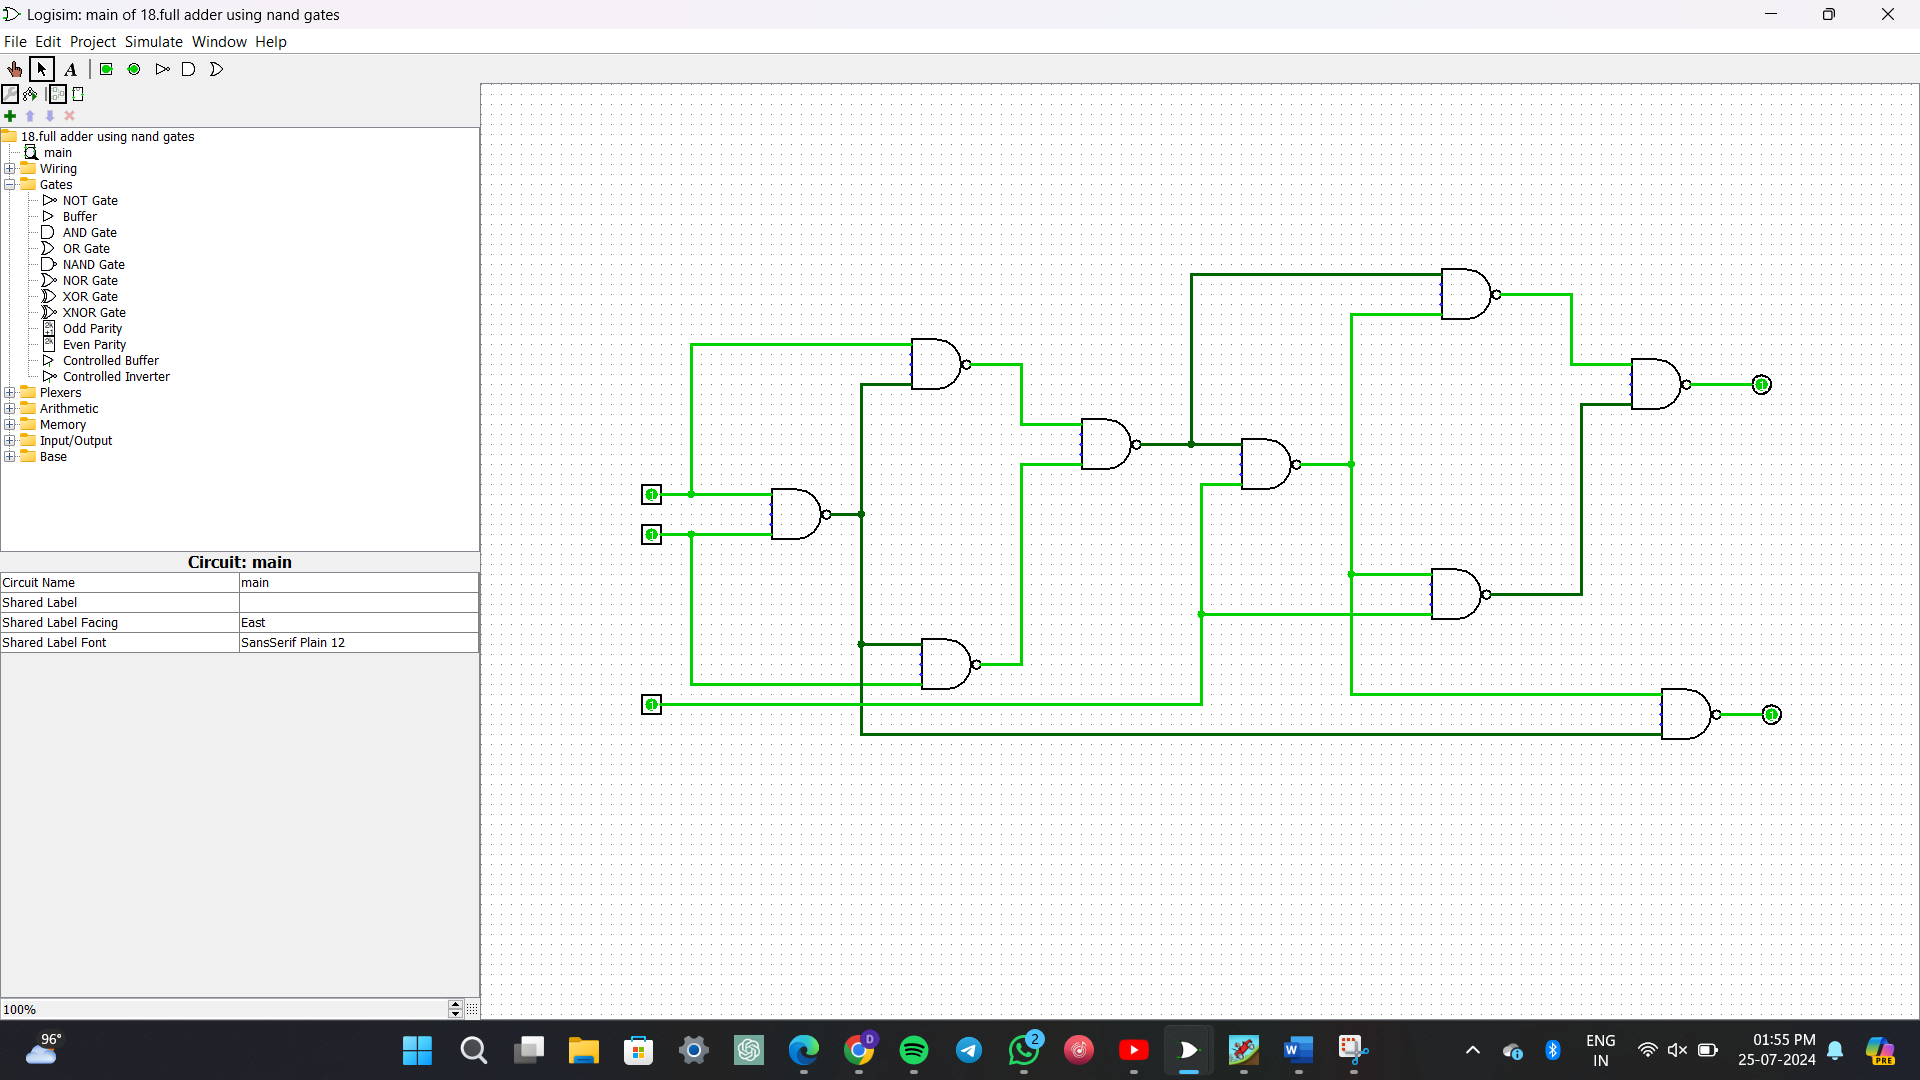 Logisim: main of 18.full adder using nand gates
File Edit Project Simulate Window Help
A
18.full adder using nand gates
main
Wiring
Gates
NOT Gate
Buffer
AND Gate
OR Gate
NAND Gate
NOR Gate
XOR Gate
XNOR Gate
Odd Parity
Even Parity
Controlled Buffer
Controlled Inverter
Plexers
Arithmetic
Memory
Input/Output
Base
Circuit: main
Circuit Name main
Shared Label
Shared Label Facing East
Shared Label Font SansSerif Plain 12
100%
1
1
1
1
1
96°
D
2
W
ENG
IN
01:55 PM
25-07-2024
PRE